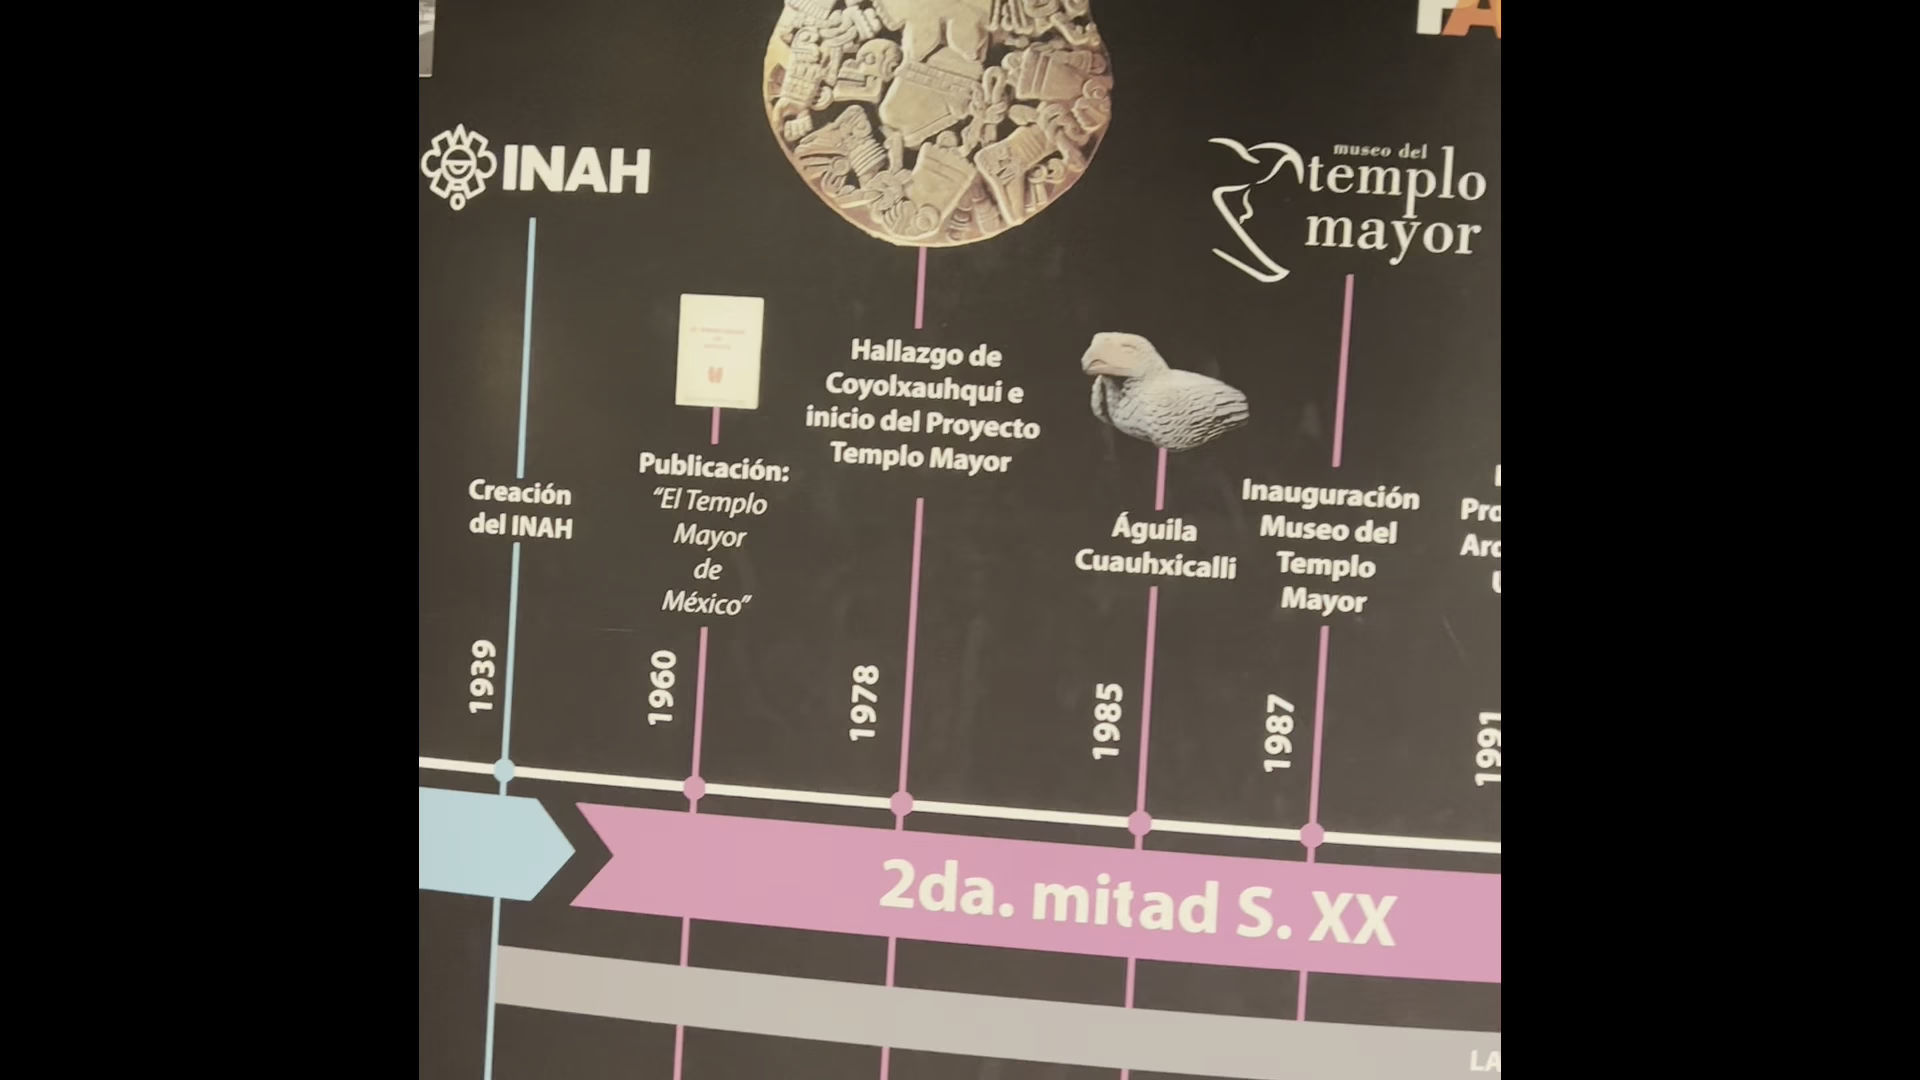 INAH
museo del
templo
mayor
Creación
del INAH
1939
Publicación:
“El Templo
Mayor
de
México”
1960
Hallazgo de
Coyolxauhqui e
inicio del Proyecto
Templo Mayor
1978
Águila
Cuauhxicalli
1985
Inauguración
Museo del
Templo
Mayor
1987
1991
2da. mitad S. XX